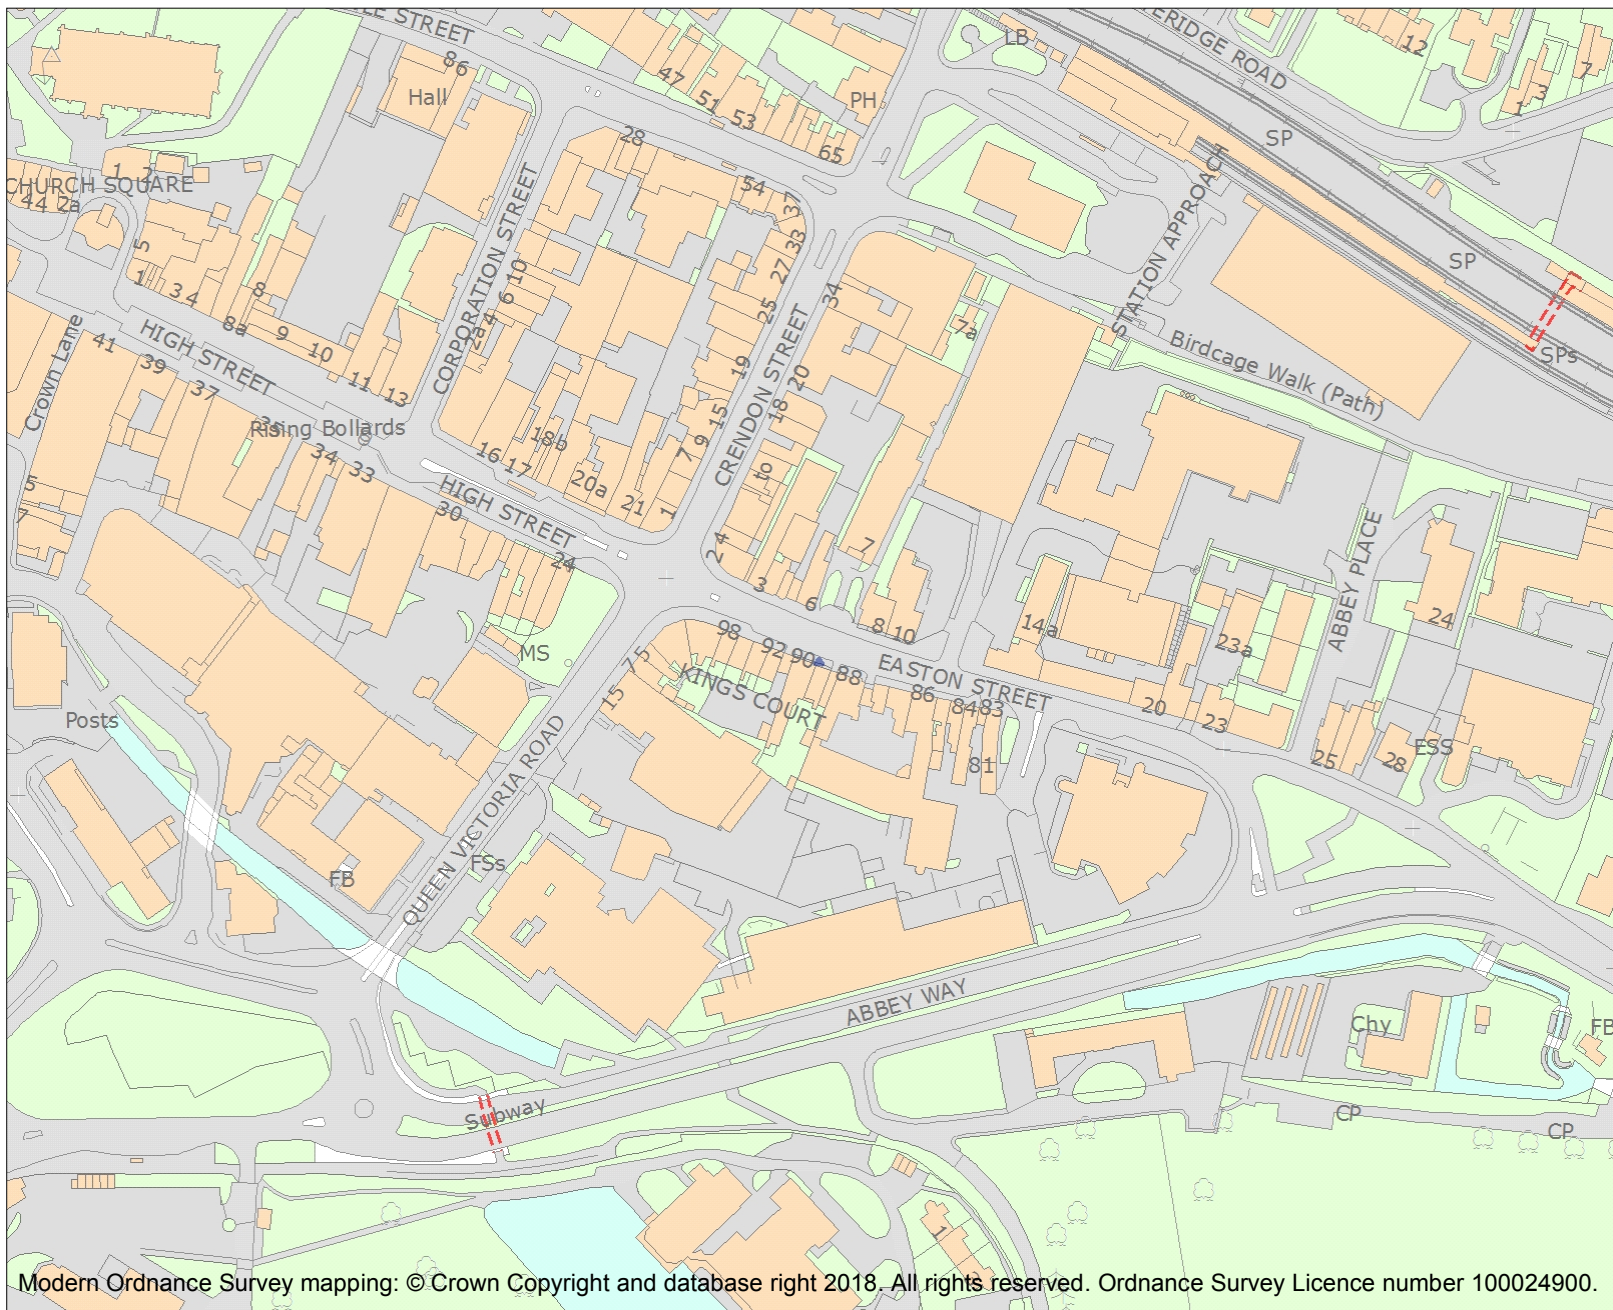 LE STREET
86
Hall
47
51
53
65
PH
LB
TERIDGE ROAD
12
7
3
1
SP
28
54
37
33
27
25
19
15
9
7
1
CHURCH SQUARE
1
2
44 2a
5
1
3 4
8
8a
9
10
11
13
HIGH STREET
Crown Lane
41
39
37
Rising Bollards
34
33
30
24
5
7
CORPORATION STREET
10
6
4
2a
16
17
18b
20a
21
HIGH STREET
CRENDON STREET
34
20
18
to
2 4
3
6
7
7a
8
10
STATION APPROACH
SP
SPs
Birdcage Walk (Path)
ABBEY PLACE
24
14a
23a
20
23
25
28
ESS
EASTON STREET
98
92
90
88
86
84
83
81
KINGS COURT
5
7
15
MS
QUEEN VICTORIA ROAD
Posts
FB
FSs
ABBEY WAY
Chy
FB
CP
CP
Subway
1
Modern Ordnance Survey mapping: © Crown Copyright and database right 2018. All rights reserved. Ordnance Survey Licence number 100024900.